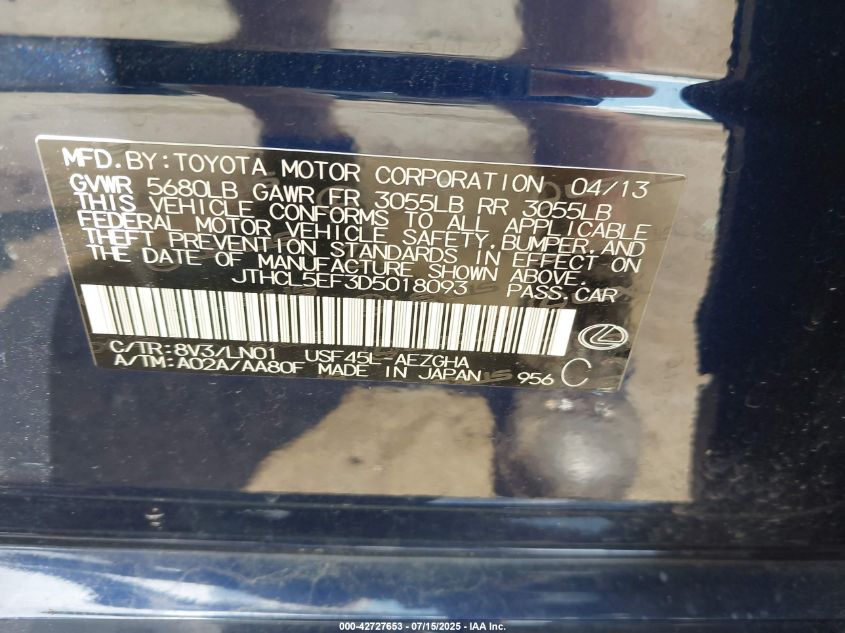 MFD.BY:TOYOTA MOTOR CORPORATION 04/13
GVWR 5680LB GAWR FR 3055LB RR 3055LB
THIS VEHICLE CONFORMS TO ALL APPLICABLE
FEDERAL MOTOR VEHICLE SAFETY,BUMPER,AND
THEFT PREVENTION STANDARDS IN EFFECT ON
THE DATE OF MANUFACTURE SHOWN ABOVE.
JTHCL5EF3D5018093 PASS.CAR
C/TR:8V3/LN01 USF45L-AEZGHA
A/TM:A02A/AA80F MADE IN JAPAN 956 C
000-42727653 - 07/15/2025 - IAA Inc.